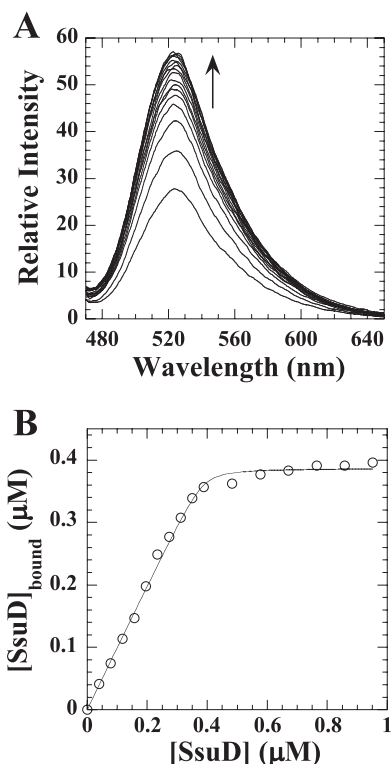 A
60
50
40
30
20
10
0
Relative Intensity
480 520 560 600 640
Wavelength (nm)
B
0.4
0.3
0.2
0.1
0
[SsuD]bound (μM)
0 0.2 0.4 0.6 0.8 1
[SsuD] (μM)